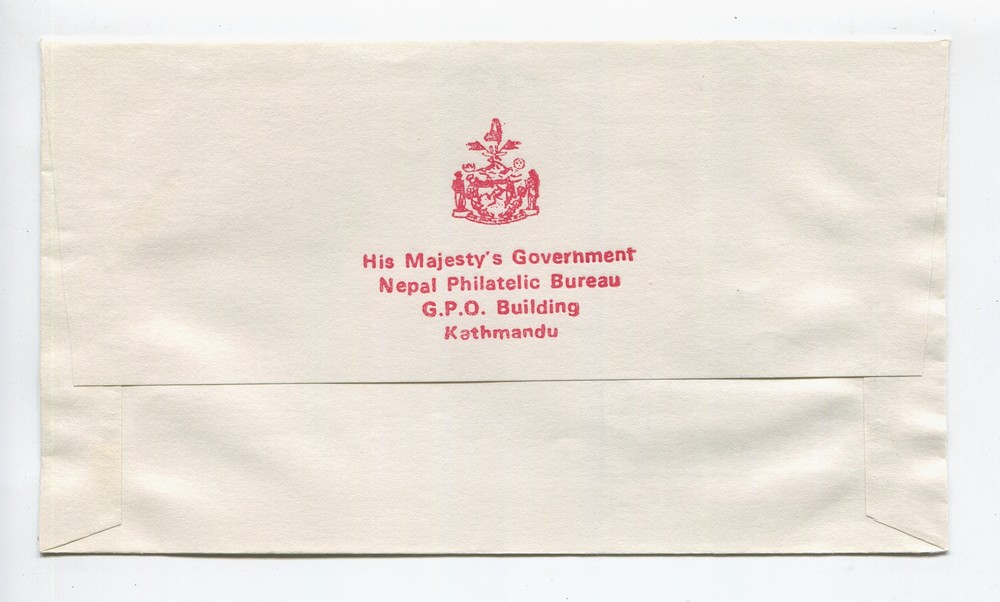 His Majesty's Government
Nepal Philatelic Bureau
G.P.O. Building
Kathmandu